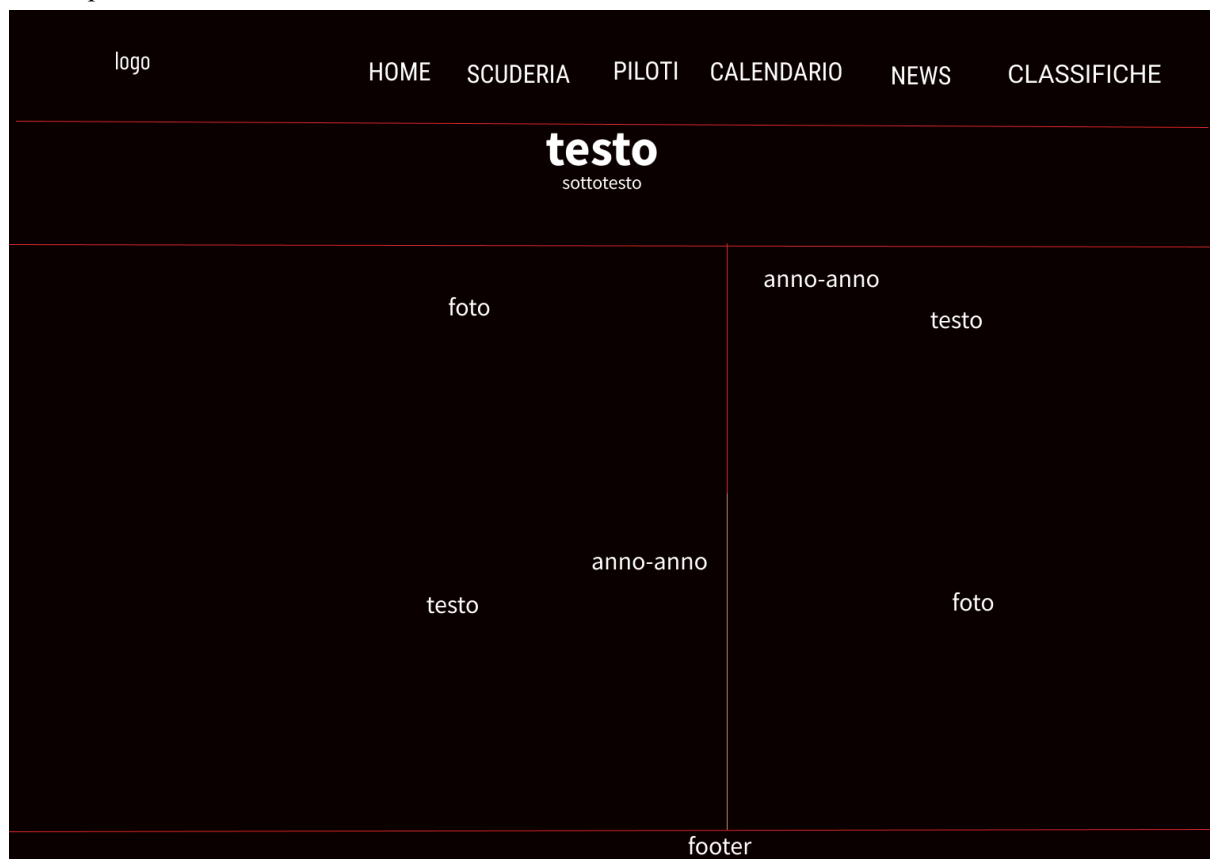 logo
HOME SCUDERIA PILOTI CALENDARIO NEWS CLASSIFICHE
testo
sottotesto
foto
anno-anno
testo
anno-anno
testo
foto
footer